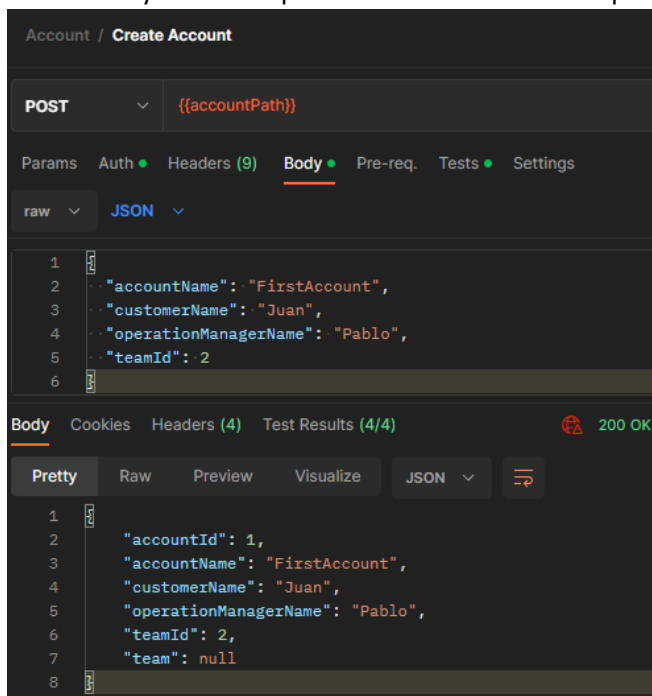 Account / Create Account
POST {{accountPath}}
Params Auth Headers (9) Body Pre-req. Tests Settings
raw JSON
1 {
2 "accountName": "FirstAccount",
3 "customerName": "Juan",
4 "operationManagerName": "Pablo",
5 "teamId": 2
6 }
Body Cookies Headers (4) Test Results (4/4) 200 OK
Pretty Raw Preview Visualize JSON
1 {
2 "accountId": 1,
3 "accountName": "FirstAccount",
4 "customerName": "Juan",
5 "operationManagerName": "Pablo",
6 "teamId": 2,
7 "team": null
8 }